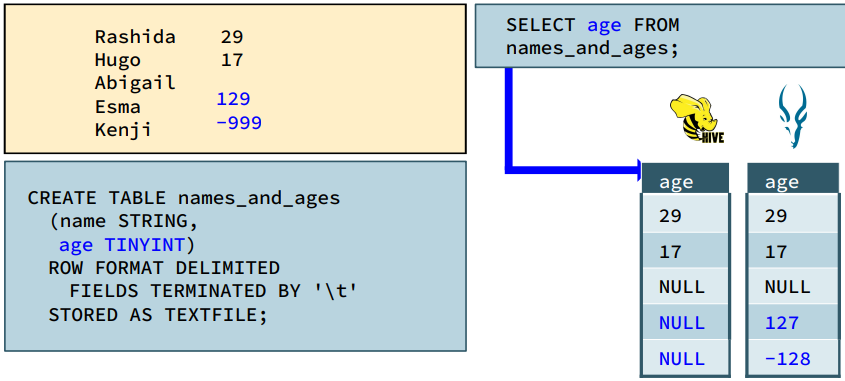 Rashida 29
Hugo 17
Abigail
Esma 129
Kenji -999
CREATE TABLE names_and_ages
(name STRING,
age TINYINT)
ROW FORMAT DELIMITED
FIELDS TERMINATED BY '\t'
STORED AS TEXTFILE;
SELECT age FROM
names_and_ages;
HIVE
age age
29 29
17 17
NULL NULL
NULL 127
NULL -128